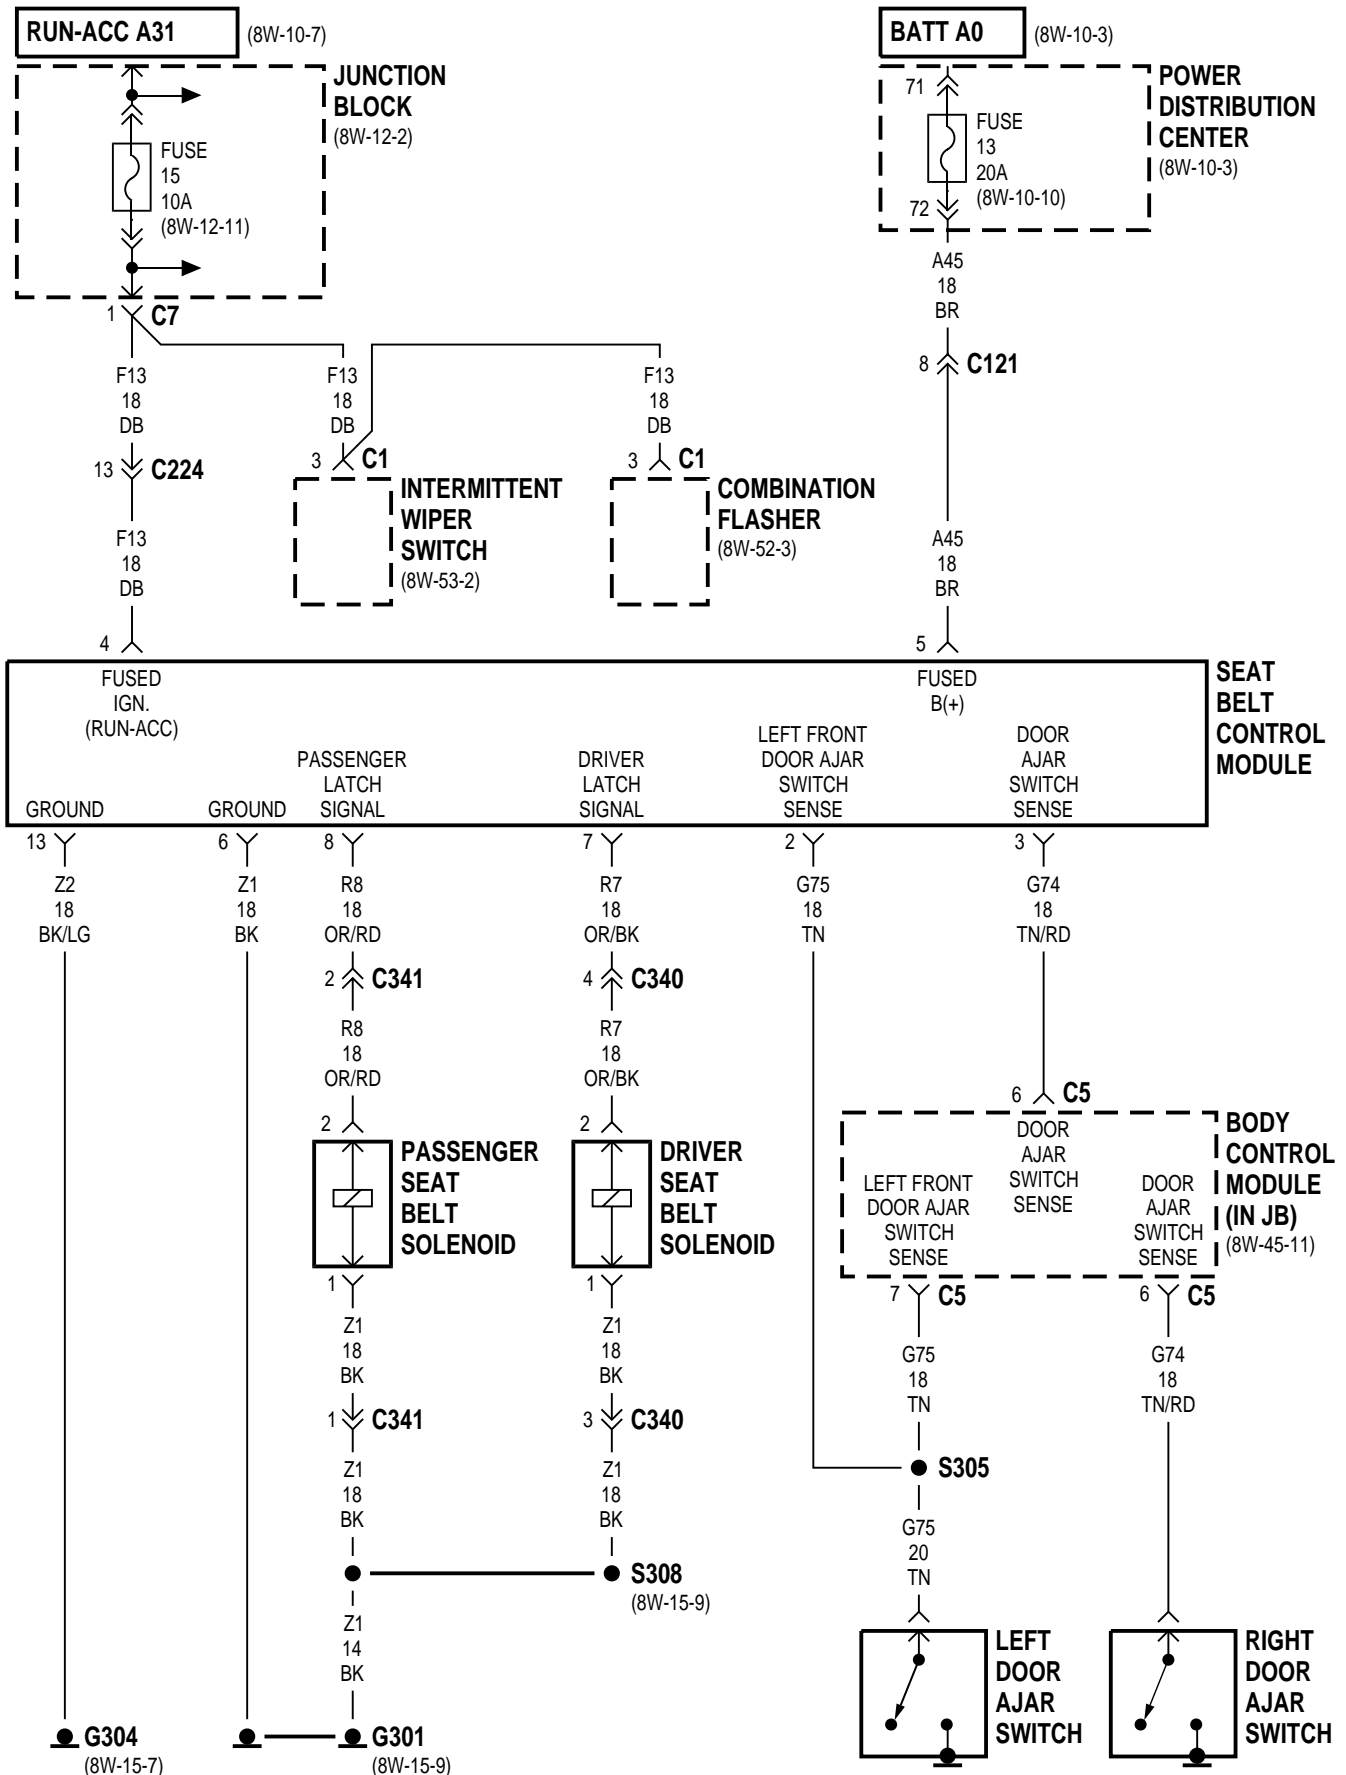 RUN-ACC A31
(8W-10-7)
JUNCTION
BLOCK
(8W-12-2)
FUSE
15
10A
(8W-12-11)
1
C7
BATT A0
(8W-10-3)
POWER
DISTRIBUTION
CENTER
(8W-10-3)
71
FUSE
13
20A
(8W-10-10)
72
A45
18
BR
8
C121
A45
18
BR
5
F13
18
DB
13
C224
F13
18
DB
4
F13
18
DB
3
C1
INTERMITTENT
WIPER
SWITCH
(8W-53-2)
F13
18
DB
3
C1
COMBINATION
FLASHER
(8W-52-3)
SEAT
BELT
CONTROL
MODULE
FUSED
IGN.
(RUN-ACC)
FUSED
B(+)
GROUND
GROUND
PASSENGER
LATCH
SIGNAL
DRIVER
LATCH
SIGNAL
LEFT FRONT
DOOR AJAR
SWITCH
SENSE
DOOR
AJAR
SWITCH
SENSE
13
Z2
18
BK/LG
G304
(8W-15-7)
6
Z1
18
BK
8
R8
18
OR/RD
2
C341
R8
18
OR/RD
2
PASSENGER
SEAT
BELT
SOLENOID
1
Z1
18
BK
1
C341
Z1
18
BK
Z1
14
BK
G301
(8W-15-9)
7
R7
18
OR/BK
4
C340
R7
18
OR/BK
2
DRIVER
SEAT
BELT
SOLENOID
1
Z1
18
BK
3
C340
Z1
18
BK
S308
(8W-15-9)
2
G75
18
TN
3
G74
18
TN/RD
6
C5
BODY
CONTROL
MODULE
(IN JB)
(8W-45-11)
DOOR
AJAR
SWITCH
SENSE
LEFT FRONT
DOOR AJAR
SWITCH
SENSE
DOOR
AJAR
SWITCH
SENSE
7
C5
G75
18
TN
S305
G75
20
TN
LEFT
DOOR
AJAR
SWITCH
6
C5
G74
18
TN/RD
RIGHT
DOOR
AJAR
SWITCH